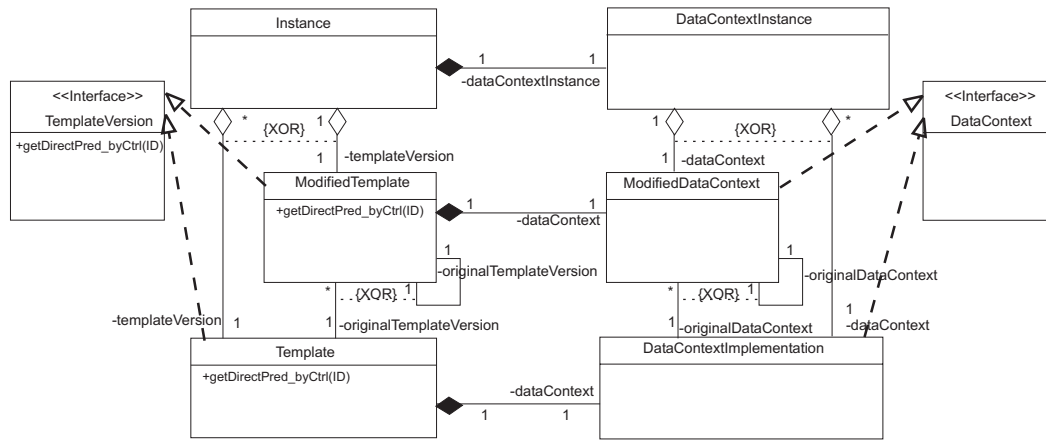 Instance
DataContextInstance
1
1
-dataContextInstance
<<Interface>>
TemplateVersion
+getDirectPred_byCtrl(ID)
<<Interface>>
DataContext
*
{XOR}
1
1
{XOR}
*
1
-templateVersion
1
-dataContext
ModifiedTemplate
+getDirectPred_byCtrl(ID)
ModifiedDataContext
1
1
-dataContext
1
-originalTemplateVersion
1
-originalDataContext
*
{XOR}
1
*
{XOR}
1
-templateVersion
1
1
-originalTemplateVersion
1
-originalDataContext
1
-dataContext
Template
+getDirectPred_byCtrl(ID)
DataContextImplementation
-dataContext
1
1